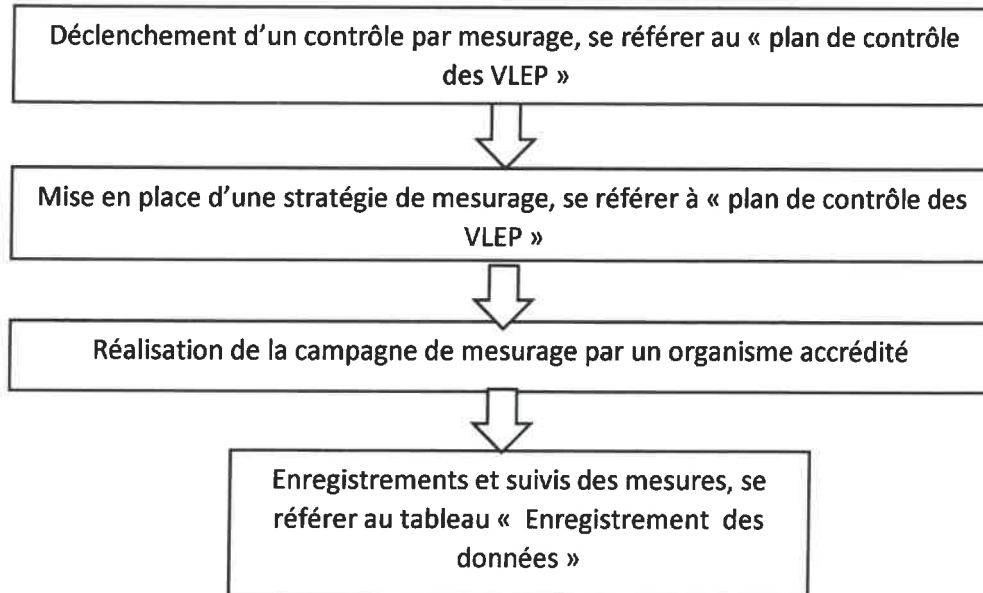 Déclenchement d'un contrôle par mesurage, se référer au « plan de contrôle
des VLEP »
Mise en place d'une stratégie de mesurage, se référer à « plan de contrôle des
VLEP »
Réalisation de la campagne de mesurage par un organisme accrédité
Enregistrements et suivis des mesures, se
référer au tableau « Enregistrement des
données »